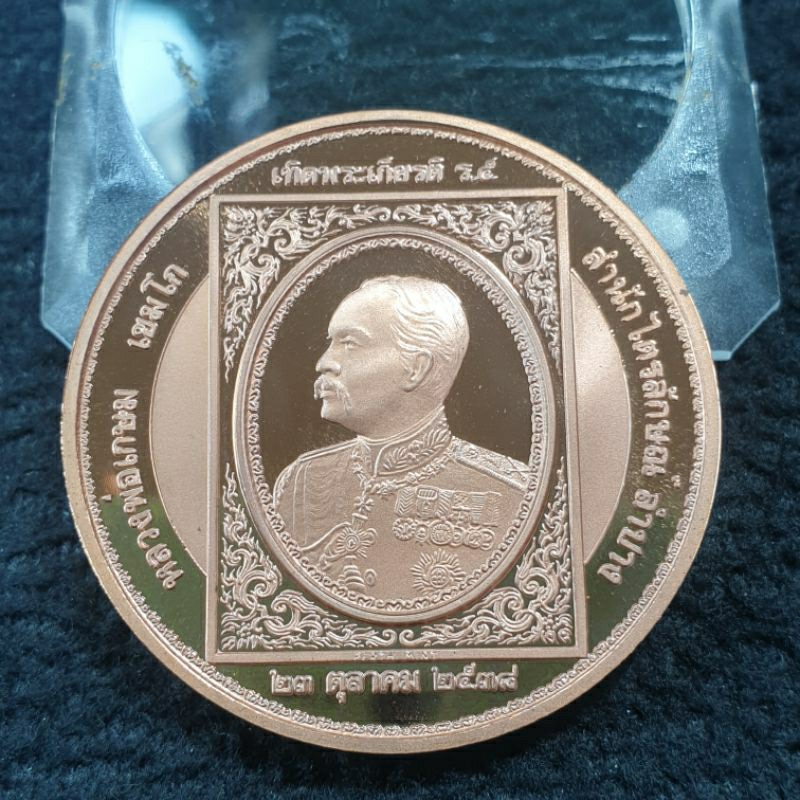 เทิดพระเกียรติ ร.๕
หลวงพ่อเกษม เขมโก
สำนักไตรลักษณ์ ลำปาง
๒๓ ตุลาคม ๒๕๓๘